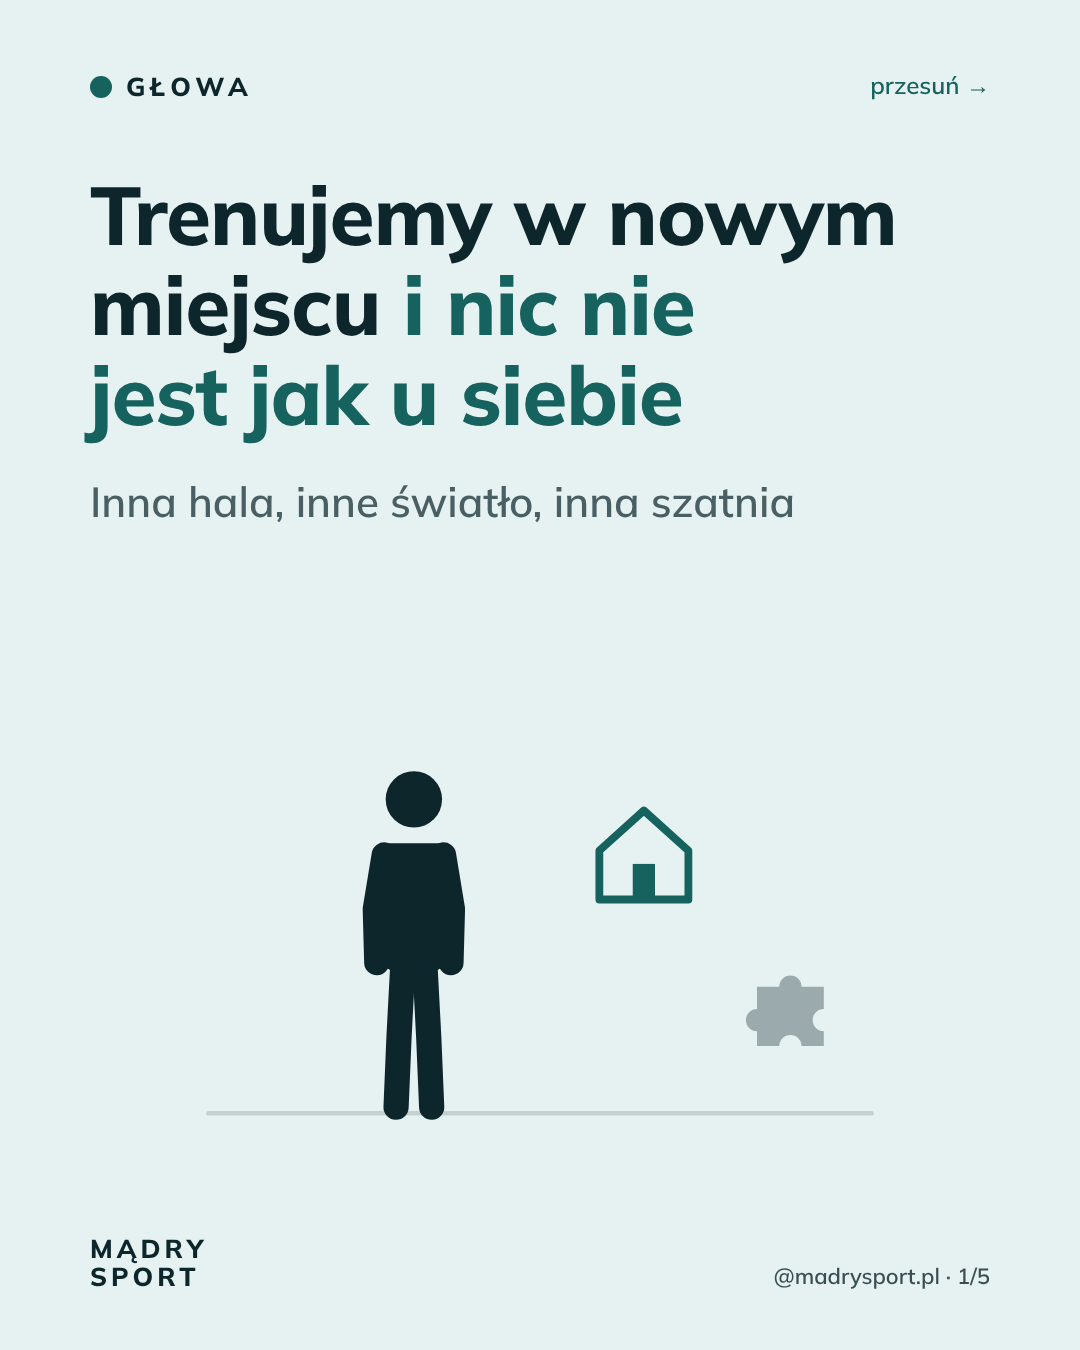 GŁOWA
przesuń →
Trenujemy w nowym
miejscu i nic nie
jest jak u siebie
Inna hala, inne światło, inna szatnia
MĄDRY
SPORT
@madrysport.pl · 1/5